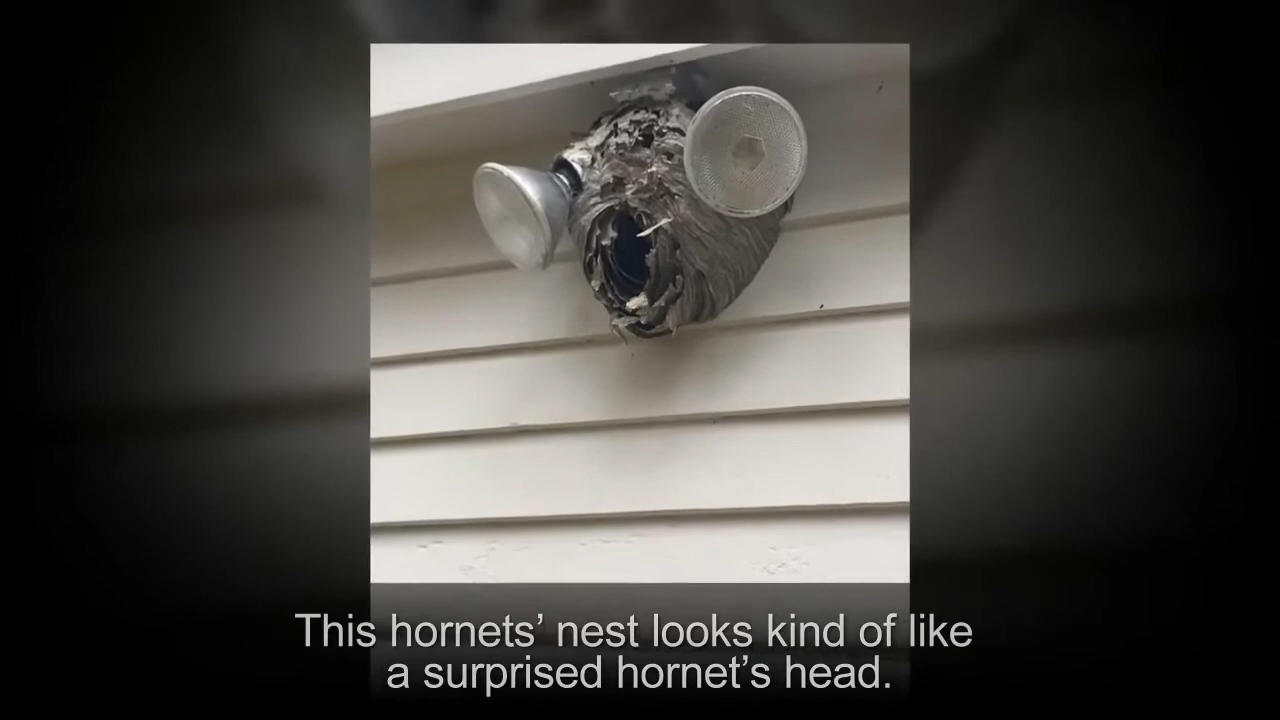 This hornets’ nest looks kind of like
a surprised hornet’s head.